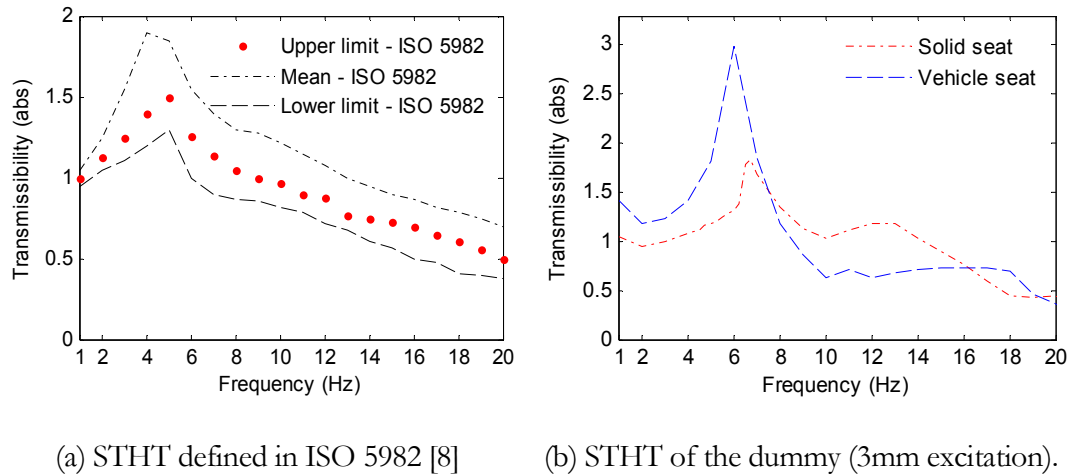 2
1.5
1
0.5
0
Transmissibility (abs)
Upper limit - ISO 5982
Mean - ISO 5982
Lower limit - ISO 5982
1 2 4 6 8 10 12 14 16 18 20
Frequency (Hz)
3
2.5
2
1.5
1
0.5
0
Transmissibility (abs)
Solid seat
Vehicle seat
1 2 4 6 8 10 12 14 16 18 20
Frequency (Hz)
(a) STHT defined in ISO 5982 [8]
(b) STHT of the dummy (3mm excitation).